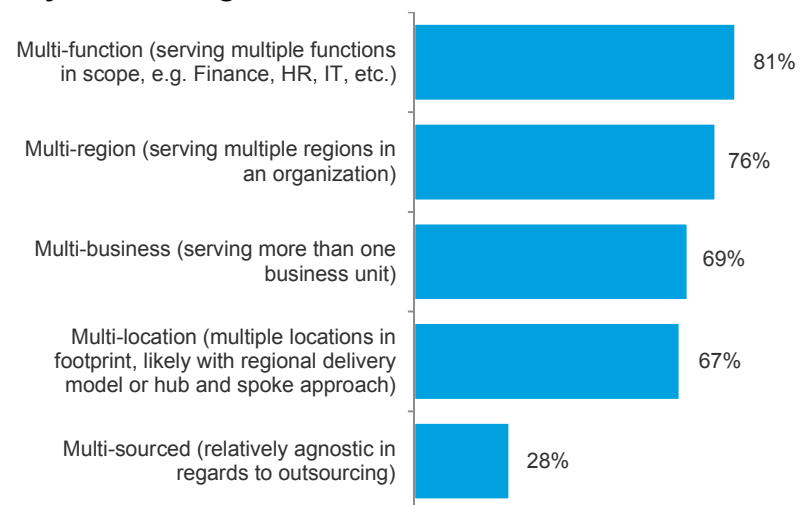 Multi-function (serving multiple functions
in scope, e.g. Finance, HR, IT, etc.)
81%
Multi-region (serving multiple regions in
an organization)
76%
Multi-business (serving more than one
business unit)
69%
Multi-location (multiple locations in
footprint, likely with regional delivery
model or hub and spoke approach)
67%
Multi-sourced (relatively agnostic in
regards to outsourcing)
28%